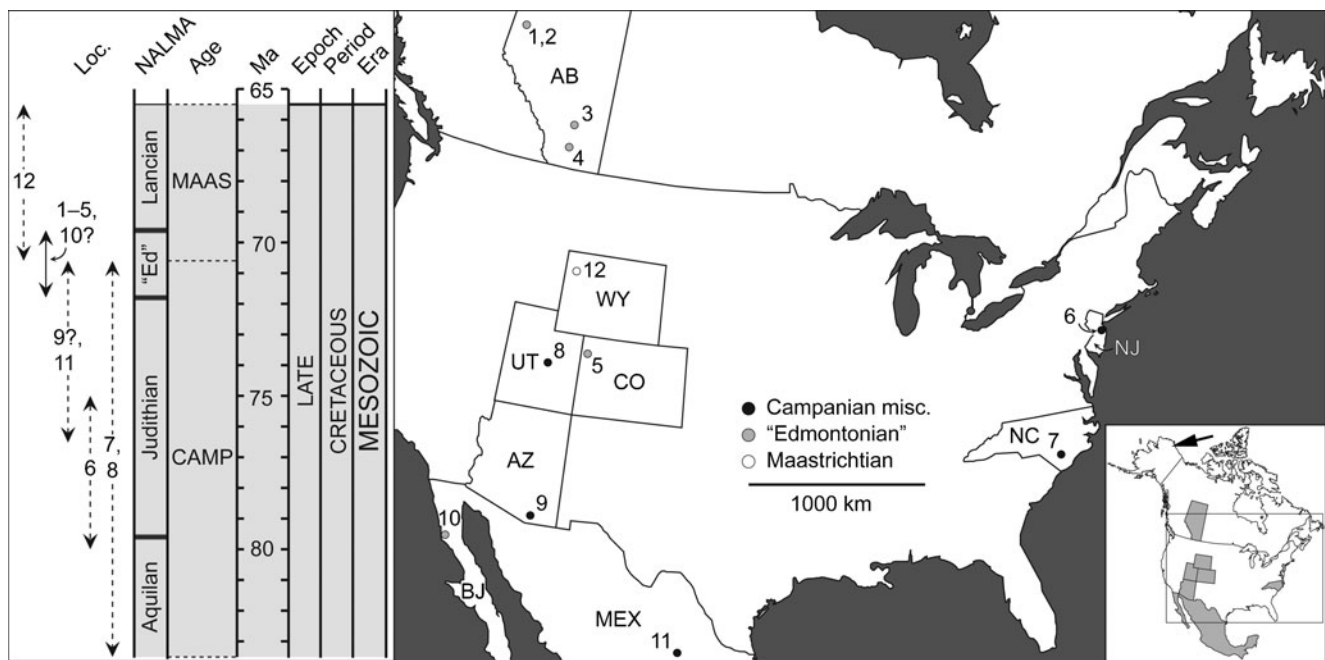 Loc.
NALMA
Age
Ma
Epoch
Period
Era
65
70
75
80
12
1–5,
10?
9?,
11
6
7,
8
Lancian
"Ed"
Judithian
Aquilan
MAAS
CAMP
LATE
CRETACEOUS
MESOZOIC
1,2
AB
3
4
12
WY
UT
8
5
CO
6
NJ
AZ
9
NC
7
10
BJ
MEX
11
Campanian misc.
"Edmontonian"
Maastrichtian
1000 km